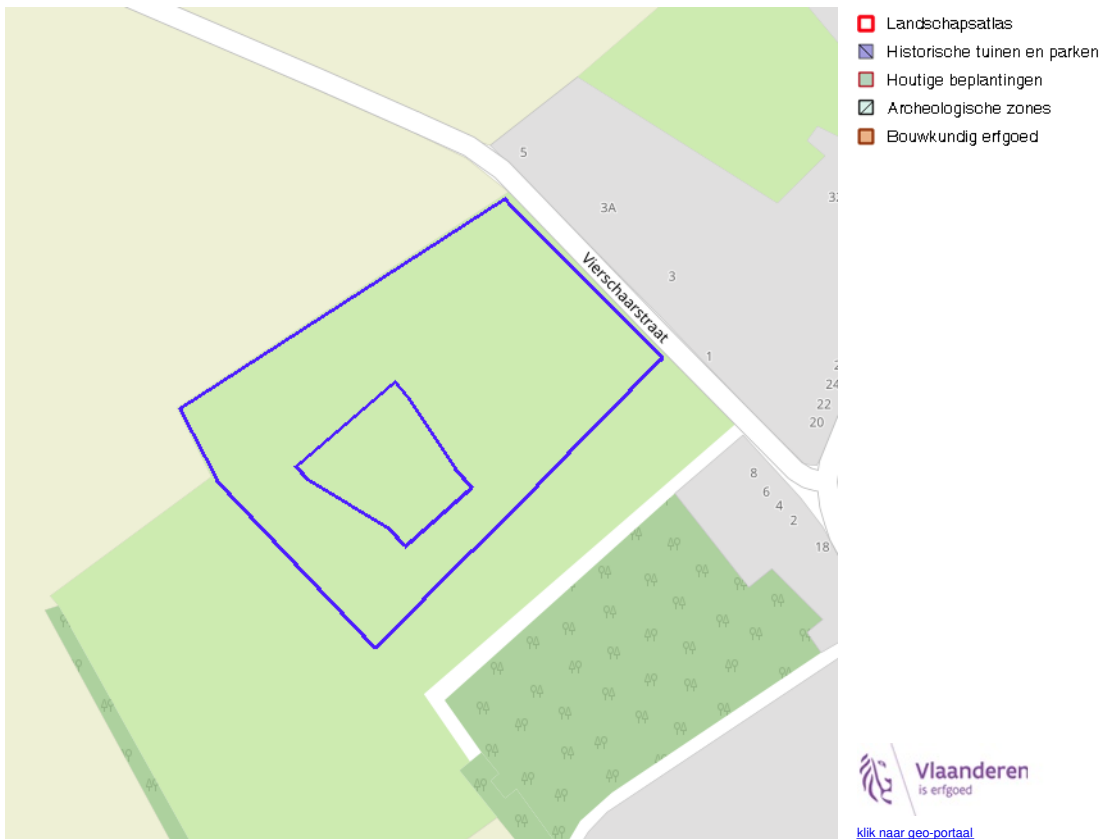 Landschapsatlas
Historische tuinen en parken
Houtige beplantingen
Archeologische zones
Bouwkundig erfgoed
5
3A
3
Vierschaarstraat
1
24
22
20
8
6
4
2
18
Vlaanderen
is erfgoed
klik naar geo-portaal